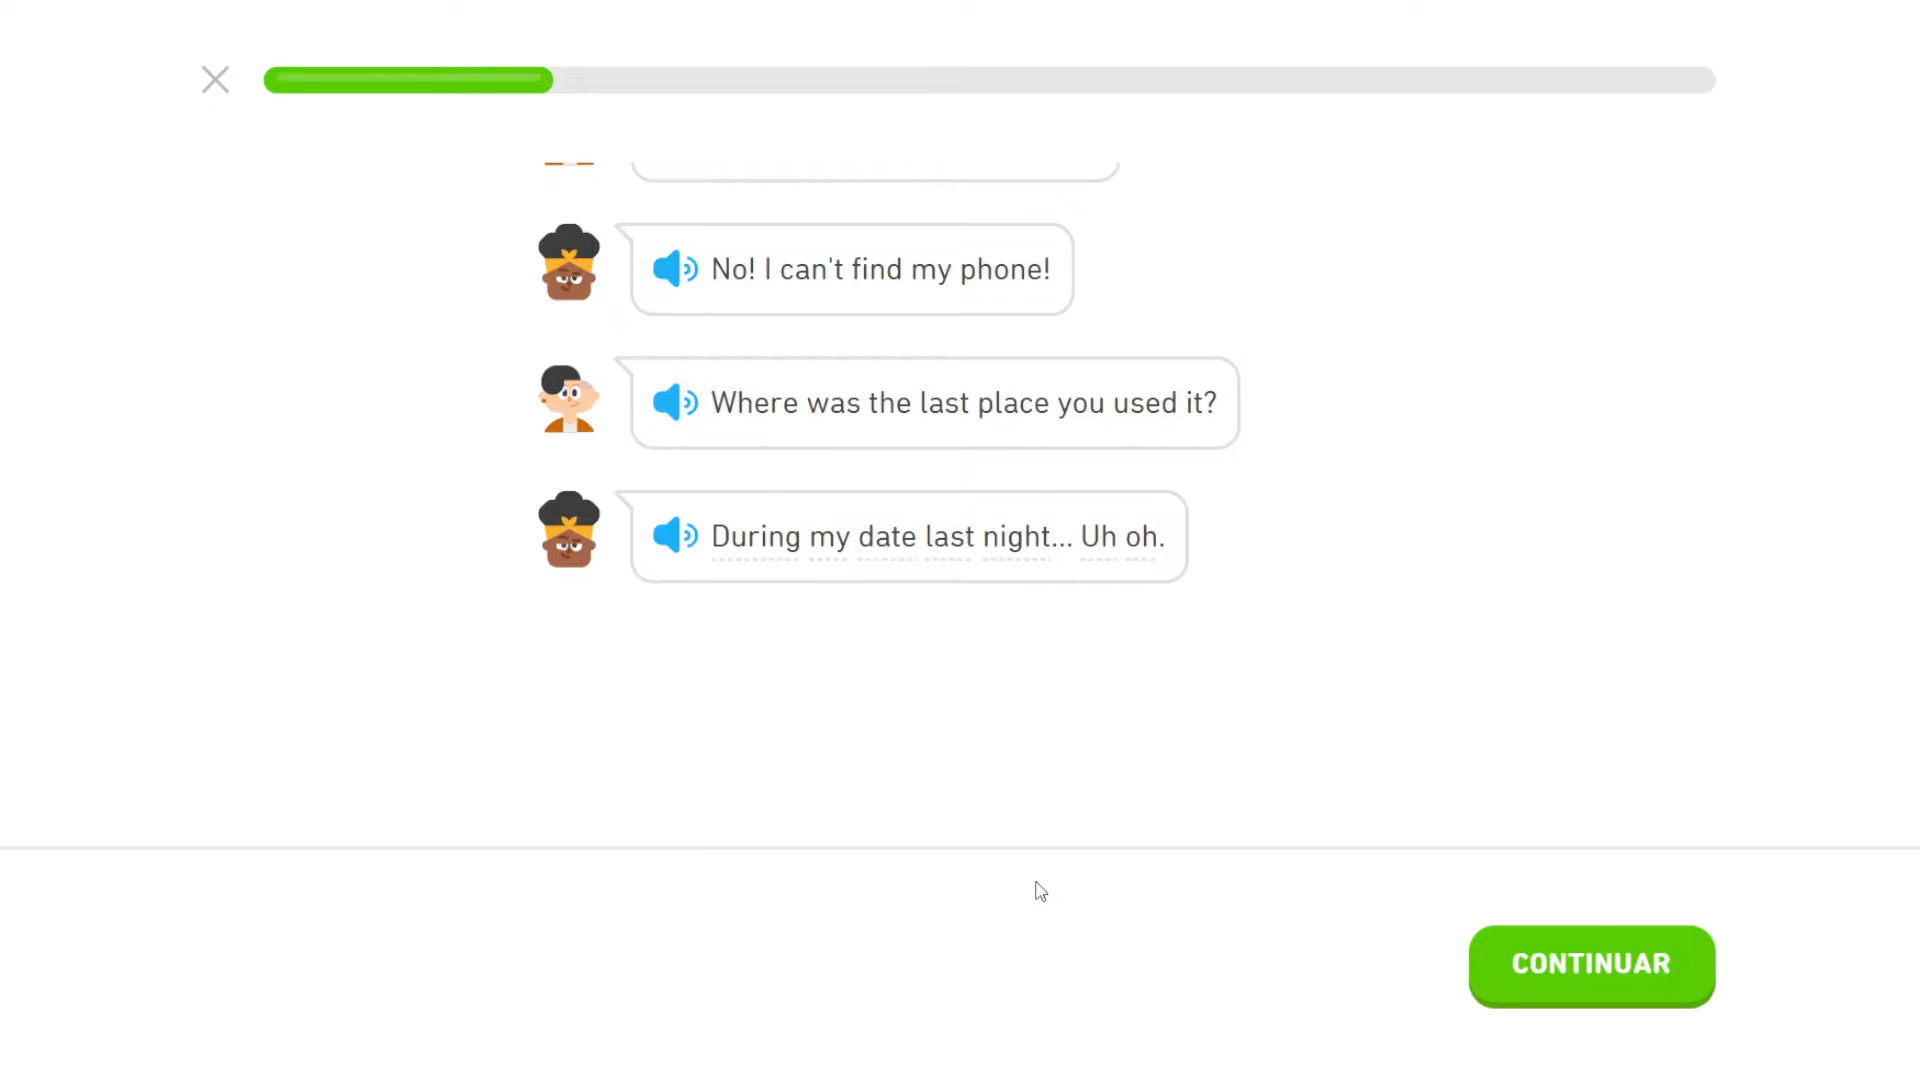 No! I can't find my phone!
Where was the last place you used it?
During my date last night... Uh oh.
CONTINUAR